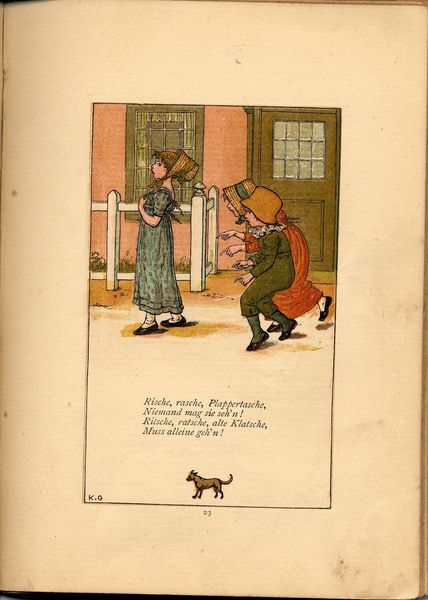 Rische, rasche, Plappertasche,
Niemand mag sie seh'n!
Ritsche, ratsche, alte Klatsche,
Muss alleine geh'n!
K.G
23